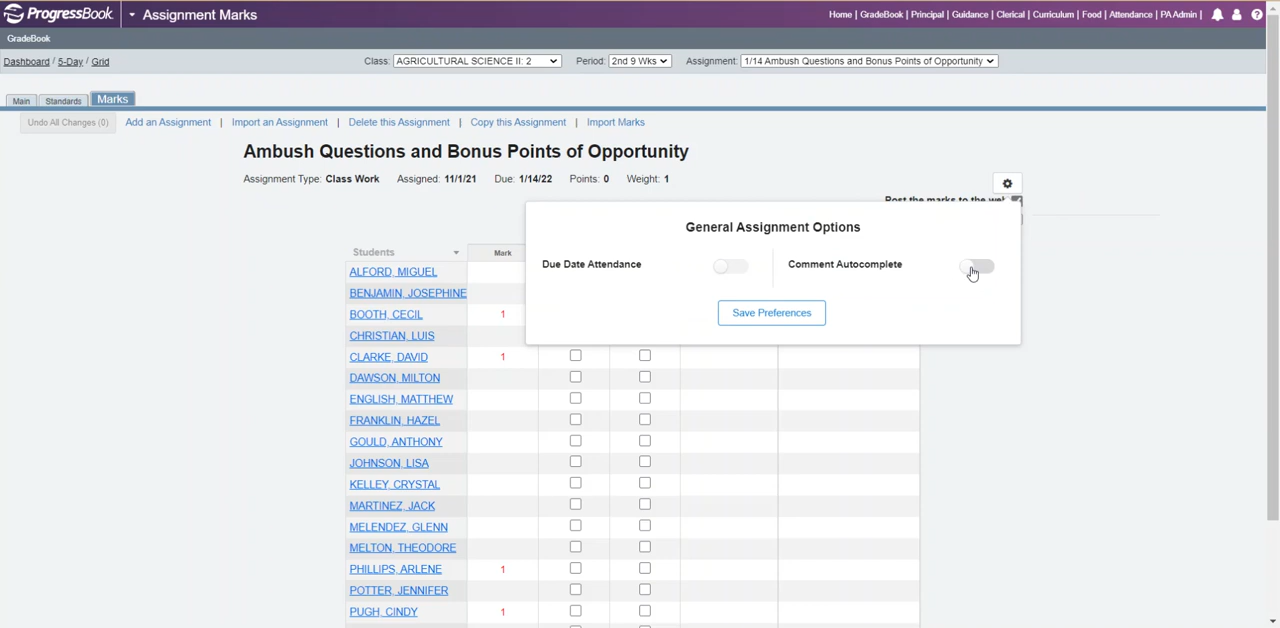 ProgressBook Assignment Marks Home | GradeBook | Principal | Guidance | Clerical | Curriculum | Food | Attendance | PA Admin |
GradeBook
Dashboard / 5-Day / Grid Class: AGRICULTURAL SCIENCE II: 2 Period: 2nd 9 Wks Assignment: 1/14 Ambush Questions and Bonus Points of Opportunity
Main Standards Marks
Undo All Changes (0) Add an Assignment | Import an Assignment | Delete this Assignment | Copy this Assignment | Import Marks
Ambush Questions and Bonus Points of Opportunity
Assignment Type: Class Work Assigned: 11/1/21 Due: 1/14/22 Points: 0 Weight: 1
Post the marks to the web
General Assignment Options
Due Date Attendance Comment Autocomplete
Save Preferences
Students Mark
ALFORD, MIGUEL
BENJAMIN, JOSEPHINE
BOOTH, CECIL 1
CHRISTIAN, LUIS
CLARKE, DAVID 1
DAWSON, MILTON
ENGLISH, MATTHEW
FRANKLIN, HAZEL
GOULD, ANTHONY
JOHNSON, LISA
KELLEY, CRYSTAL
MARTINEZ, JACK
MELENDEZ, GLENN
MELTON, THEODORE
PHILLIPS, ARLENE 1
POTTER, JENNIFER
PUGH, CINDY 1